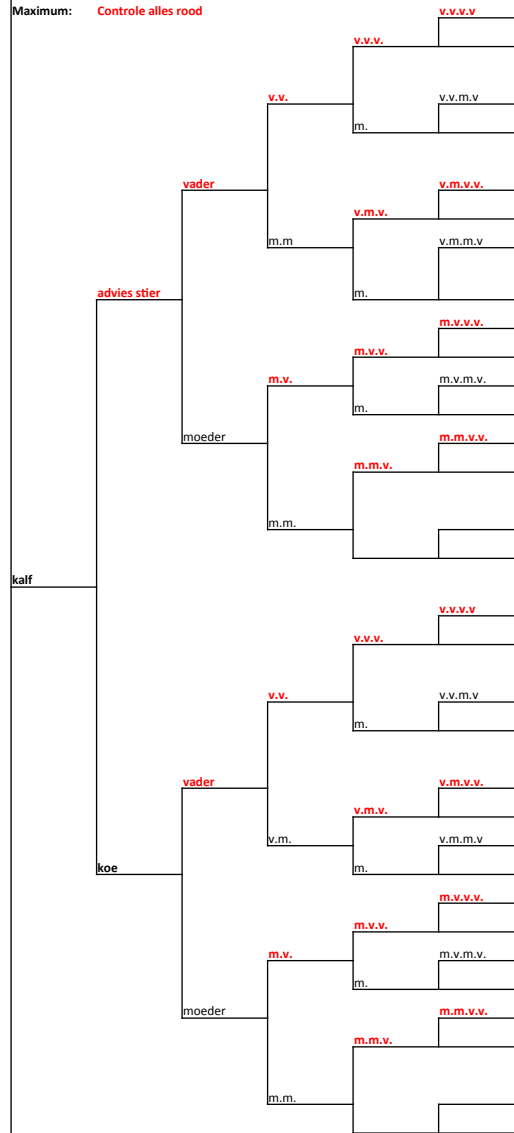 Maximum: Controle alles rood
v.v.v.v
v.v.v.
v.v.
v.v.m.v
m.
vader
v.m.v.v.
v.m.v.
m.m
v.m.m.v
advies stier
m.
m.v.v.v.
m.v.v.
m.v.
m.v.m.v.
m.
moeder
m.m.v.v.
m.m.v.
m.m.
kalf
v.v.v.v
v.v.v.
v.v.
v.v.m.v
m.
vader
v.m.v.v.
v.m.v.
v.m.
v.m.m.v
koe
m.
m.v.v.v.
m.v.v.
m.v.
m.v.m.v.
m.
moeder
m.m.v.v.
m.m.v.
m.m.